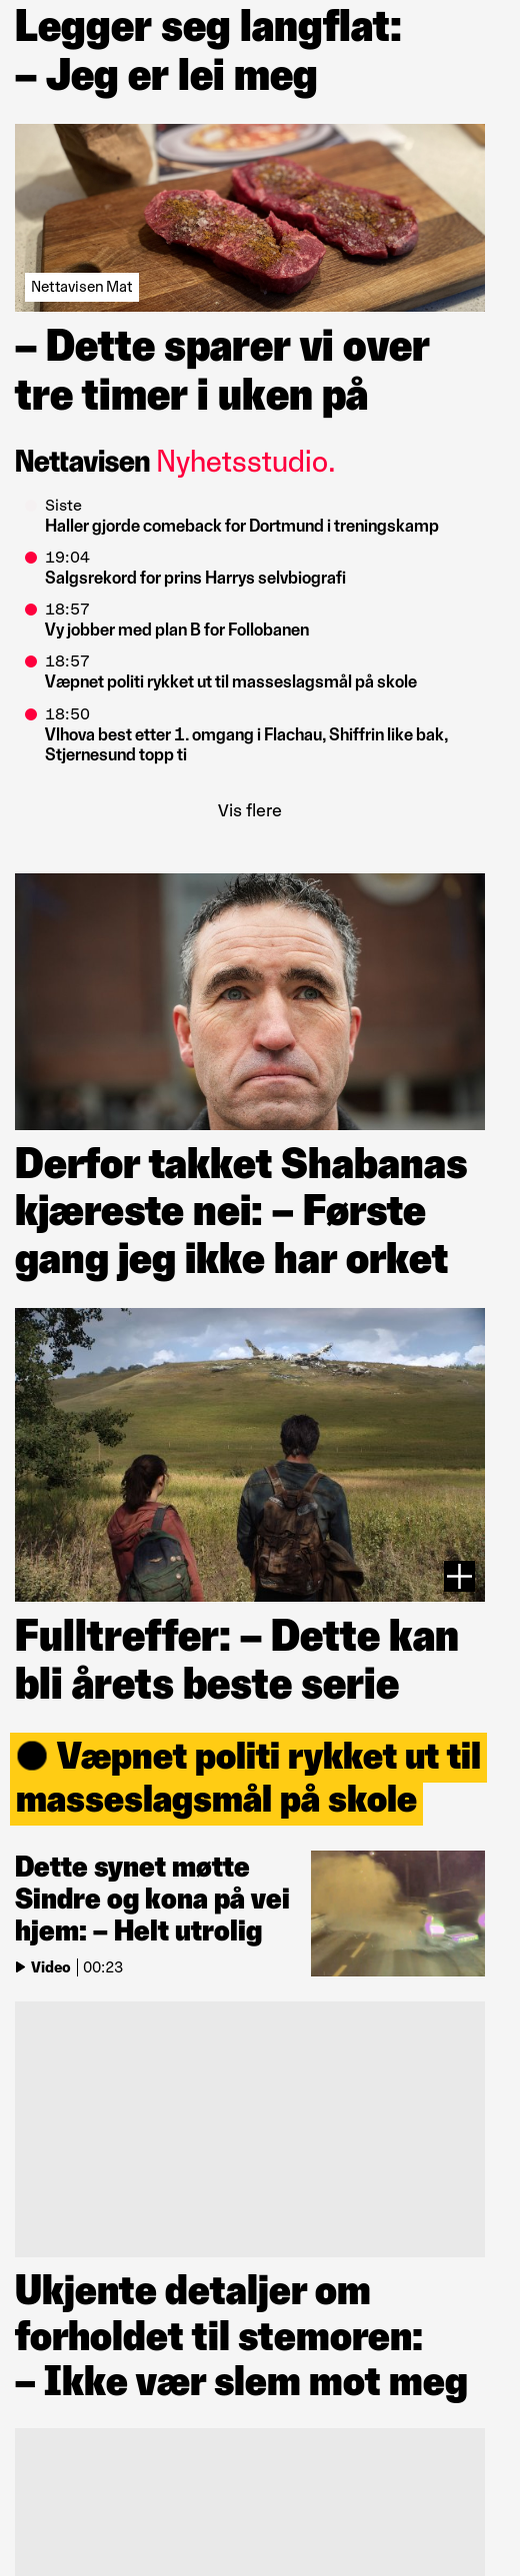 Legger seg langflat:
– Jeg er lei meg
Nettavisen Mat
– Dette sparer vi over
tre timer i uken på
Nettavisen Nyhetsstudio.
Siste
Haller gjorde comeback for Dortmund i treningskamp
19:04
Salgsrekord for prins Harrys selvbiografi
18:57
Vy jobber med plan B for Follobanen
18:57
Væpnet politi rykket ut til masseslagsmål på skole
18:50
Vlhova best etter 1. omgang i Flachau, Shiffrin like bak,
Stjernesund topp ti
Vis flere
Derfor takket Shabanas
kjæreste nei: – Første
gang jeg ikke har orket
Fulltreffer: – Dette kan
bli årets beste serie
Væpnet politi rykket ut til
masseslagsmål på skole
Dette synet møtte
Sindre og kona på vei
hjem: – Helt utrolig
Video | 00:23
Ukjente detaljer om
forholdet til stemoren:
– Ikke vær slem mot meg